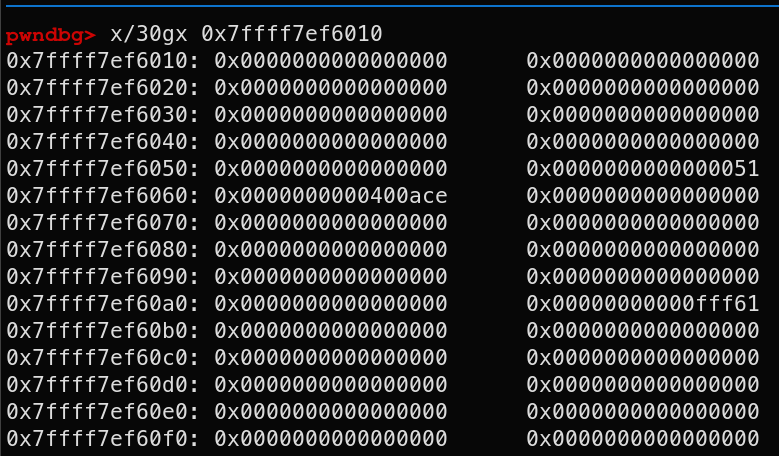 pwndbg> x/30gx 0x7ffff7ef6010
0x7ffff7ef6010: 0x0000000000000000 0x0000000000000000
0x7ffff7ef6020: 0x0000000000000000 0x0000000000000000
0x7ffff7ef6030: 0x0000000000000000 0x0000000000000000
0x7ffff7ef6040: 0x0000000000000000 0x0000000000000000
0x7ffff7ef6050: 0x0000000000000000 0x0000000000000051
0x7ffff7ef6060: 0x0000000000400ace 0x0000000000000000
0x7ffff7ef6070: 0x0000000000000000 0x0000000000000000
0x7ffff7ef6080: 0x0000000000000000 0x0000000000000000
0x7ffff7ef6090: 0x0000000000000000 0x0000000000000000
0x7ffff7ef60a0: 0x0000000000000000 0x00000000000fff61
0x7ffff7ef60b0: 0x0000000000000000 0x0000000000000000
0x7ffff7ef60c0: 0x0000000000000000 0x0000000000000000
0x7ffff7ef60d0: 0x0000000000000000 0x0000000000000000
0x7ffff7ef60e0: 0x0000000000000000 0x0000000000000000
0x7ffff7ef60f0: 0x0000000000000000 0x0000000000000000